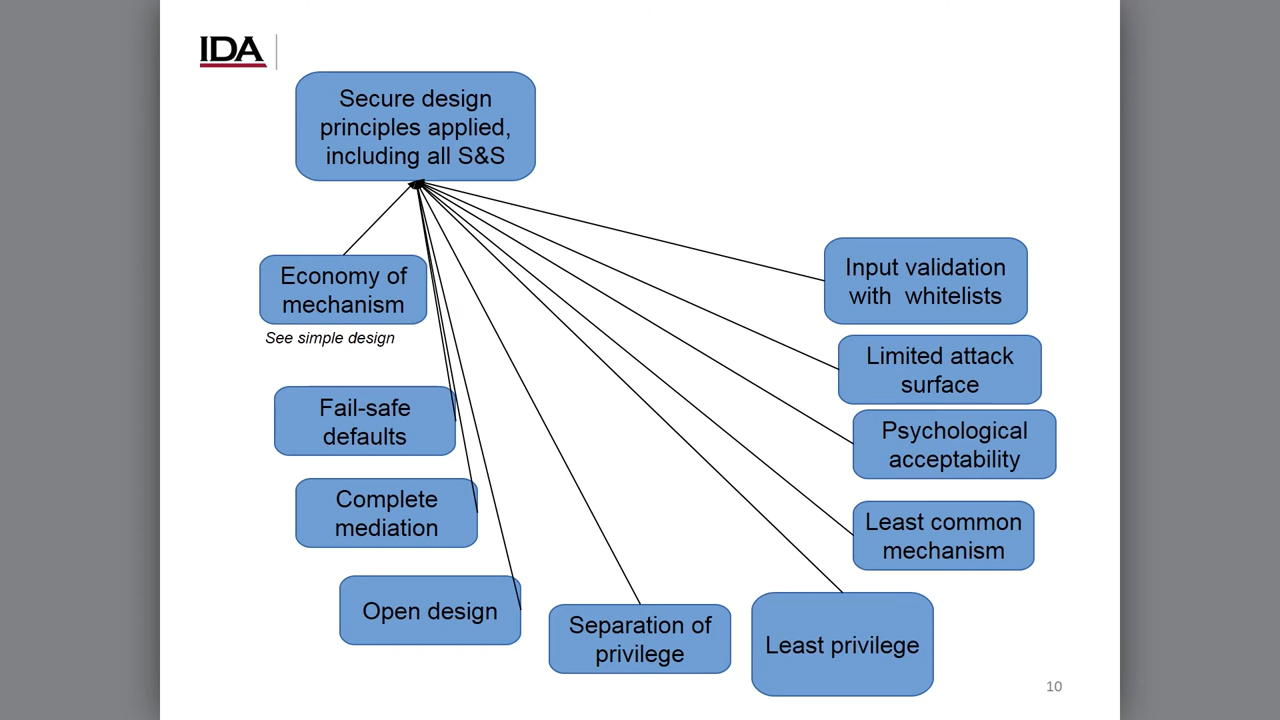 IDA
Secure design
principles applied,
including all S&S
Economy of
mechanism
See simple design
Fail-safe
defaults
Complete
mediation
Open design
Separation of
privilege
Least privilege
Least common
mechanism
Psychological
acceptability
Limited attack
surface
Input validation
with  whitelists
10